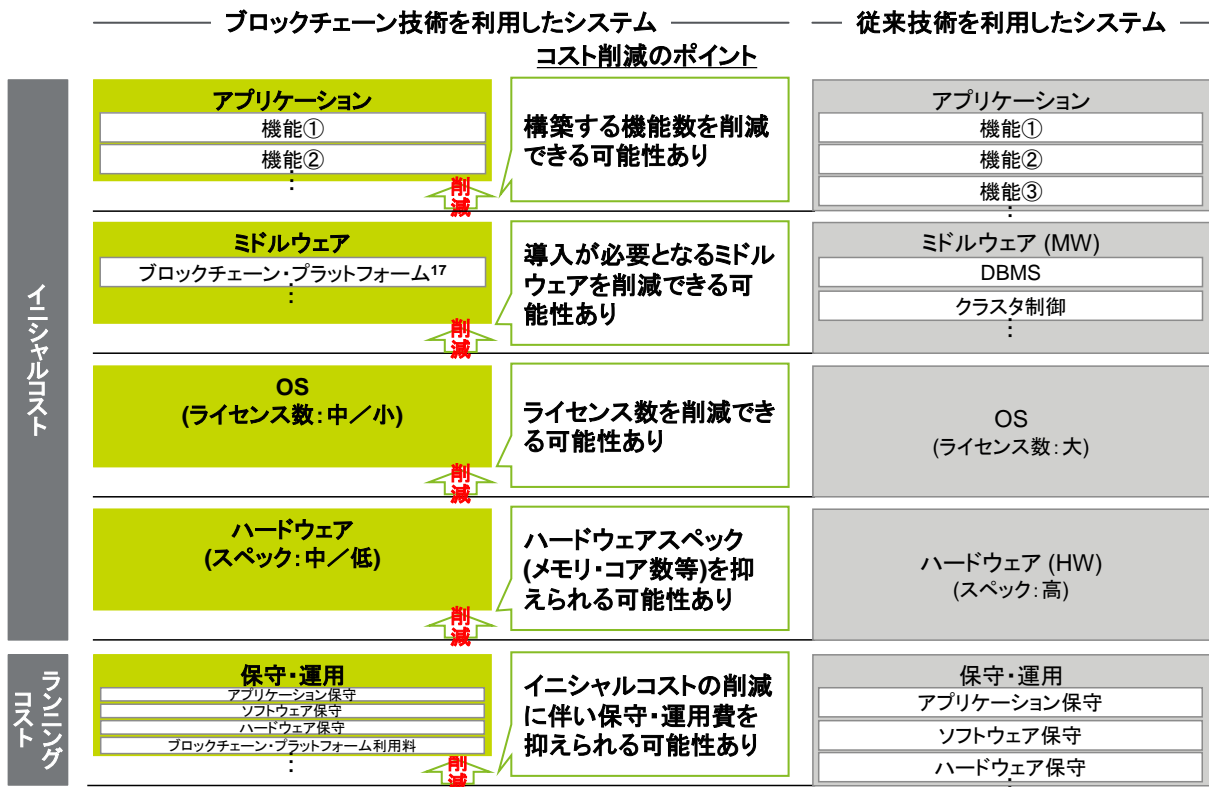 ブロックチェーン技術を利用したシステム
従来技術を利用したシステム
コスト削減のポイント
イニシャルコスト
アプリケーション
機能①
機能②
:
削減
構築する機能数を削減
できる可能性あり
アプリケーション
機能①
機能②
機能③
:
ミドルウェア
ブロックチェーン・プラットフォーム17
:
削減
導入が必要となるミドル
ウェアを削減できる可
能性あり
ミドルウェア (MW)
DBMS
クラスタ制御
:
OS
(ライセンス数:中/小)
削減
ライセンス数を削減でき
る可能性あり
OS
(ライセンス数:大)
ハードウェア
(スペック:中/低)
削減
ハードウェアスペック
(メモリ・コア数等)を抑
えられる可能性あり
ハードウェア (HW)
(スペック:高)
ランニング
コスト
保守・運用
アプリケーション保守
ソフトウェア保守
ハードウェア保守
ブロックチェーン・プラットフォーム利用料
:
削減
イニシャルコストの削減
に伴い保守・運用費を
抑えられる可能性あり
保守・運用
アプリケーション保守
ソフトウェア保守
ハードウェア保守